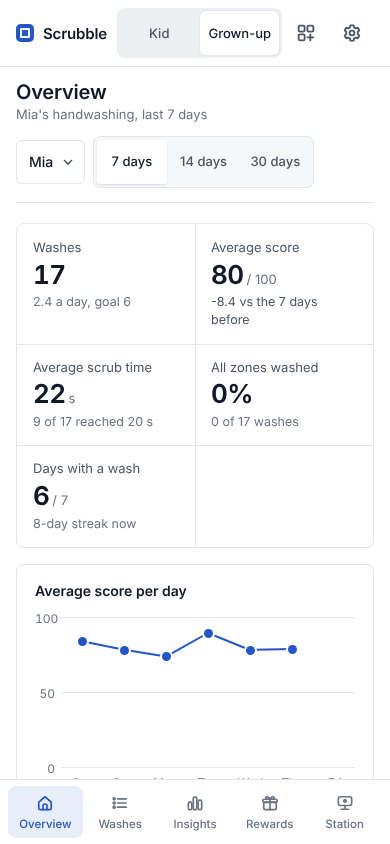 Scrubble
Kid
Grown-up
Overview
Mia's handwashing, last 7 days
Mia
7 days
14 days
30 days
Washes
17
2.4 a day, goal 6
Average score
80 / 100
-8.4 vs the 7 days
before
Average scrub time
22 s
9 of 17 reached 20 s
All zones washed
0%
0 of 17 washes
Days with a wash
6 / 7
8-day streak now
Average score per day
100
50
0
Overview
Washes
Insights
Rewards
Station